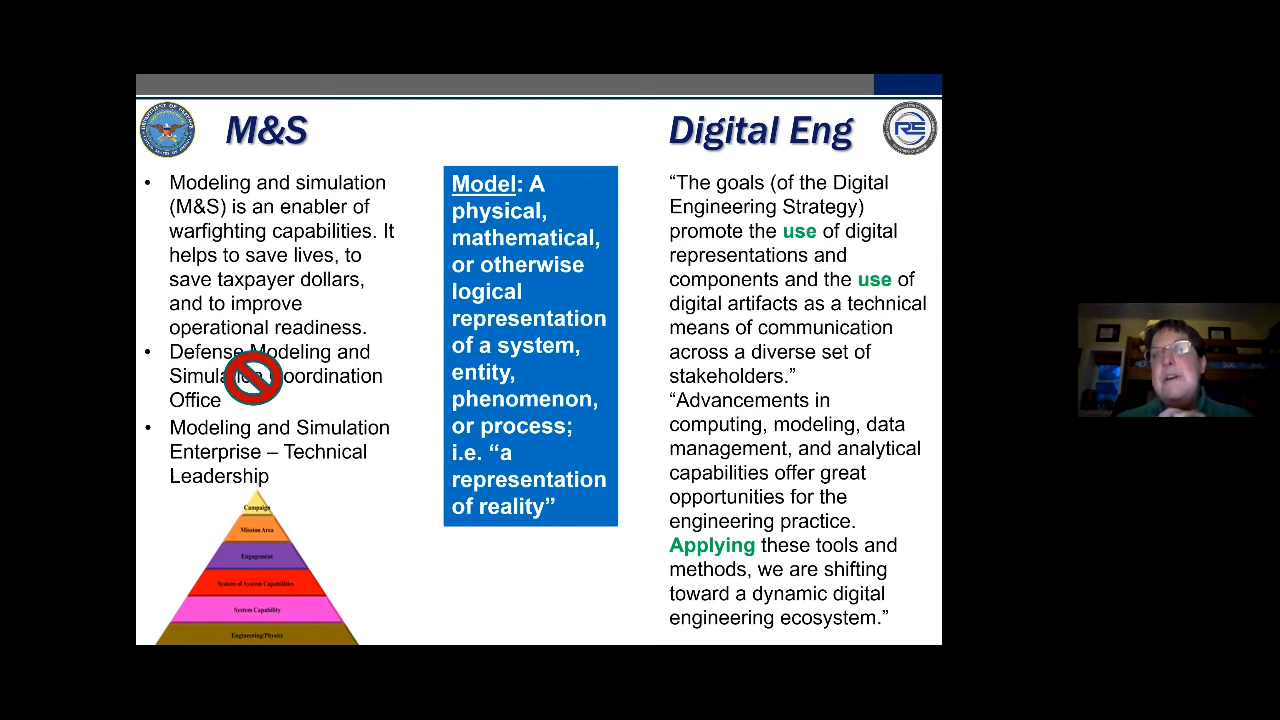 M&S
Digital Eng
• Modeling and simulation
(M&S) is an enabler of
warfighting capabilities. It
helps to save lives, to
save taxpayer dollars,
and to improve
operational readiness.
• Defense Modeling and
Coordination
Office
• Modeling and Simulation
Enterprise – Technical
Leadership
Campaign
Mission Area
Engagement
System of System Capabilities
System Capability
Engineering/Physics
Model: A
physical,
mathematical,
or otherwise
logical
representation
of a system,
entity,
phenomenon,
or process;
i.e. “a
representation
of reality”
“The goals (of the Digital
Engineering Strategy)
promote the use of digital
representations and
components and the use of
digital artifacts as a technical
means of communication
across a diverse set of
stakeholders.”
“Advancements in
computing, modeling, data
management, and analytical
capabilities offer great
opportunities for the
engineering practice.
Applying these tools and
methods, we are shifting
toward a dynamic digital
engineering ecosystem.”